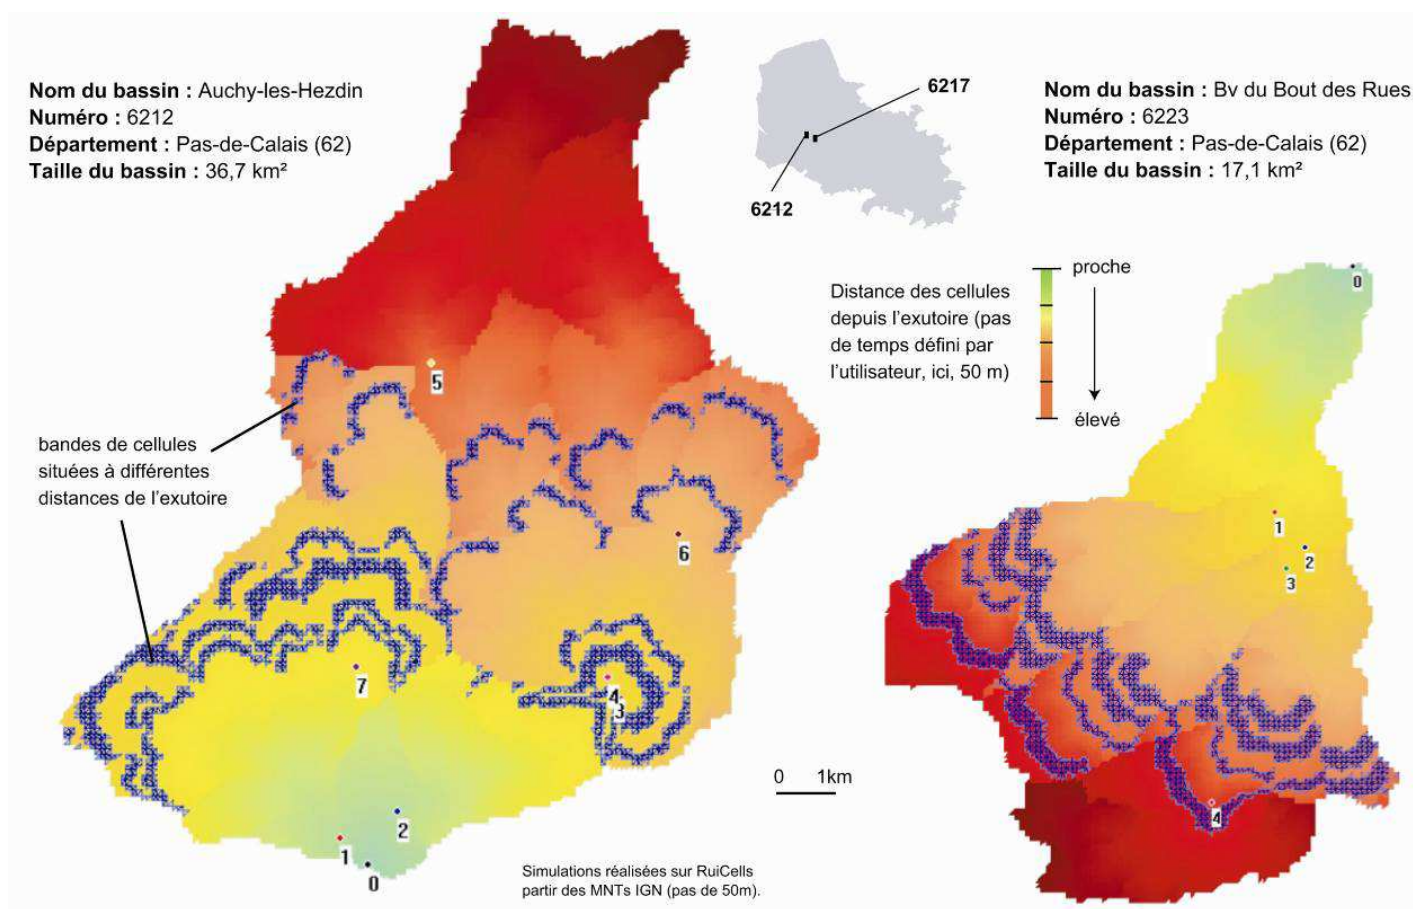 Nom du bassin : Auchy-les-Hezdin
Numéro : 6212
Département : Pas-de-Calais (62)
Taille du bassin : 36,7 km²
6217
6212
Nom du bassin : Bv du Bout des Rues
Numéro : 6223
Département : Pas-de-Calais (62)
Taille du bassin : 17,1 km²
Distance des cellules
depuis l'exutoire (pas
de temps défini par
l'utilisateur, ici, 50 m)
proche
élevé
bandes de cellules
situées à différentes
distances de l'exutoire
5
6
7
4
3
2
1
0
0
1
2
3
4
0 1km
Simulations réalisées sur RuiCells
partir des MNTs IGN (pas de 50m).